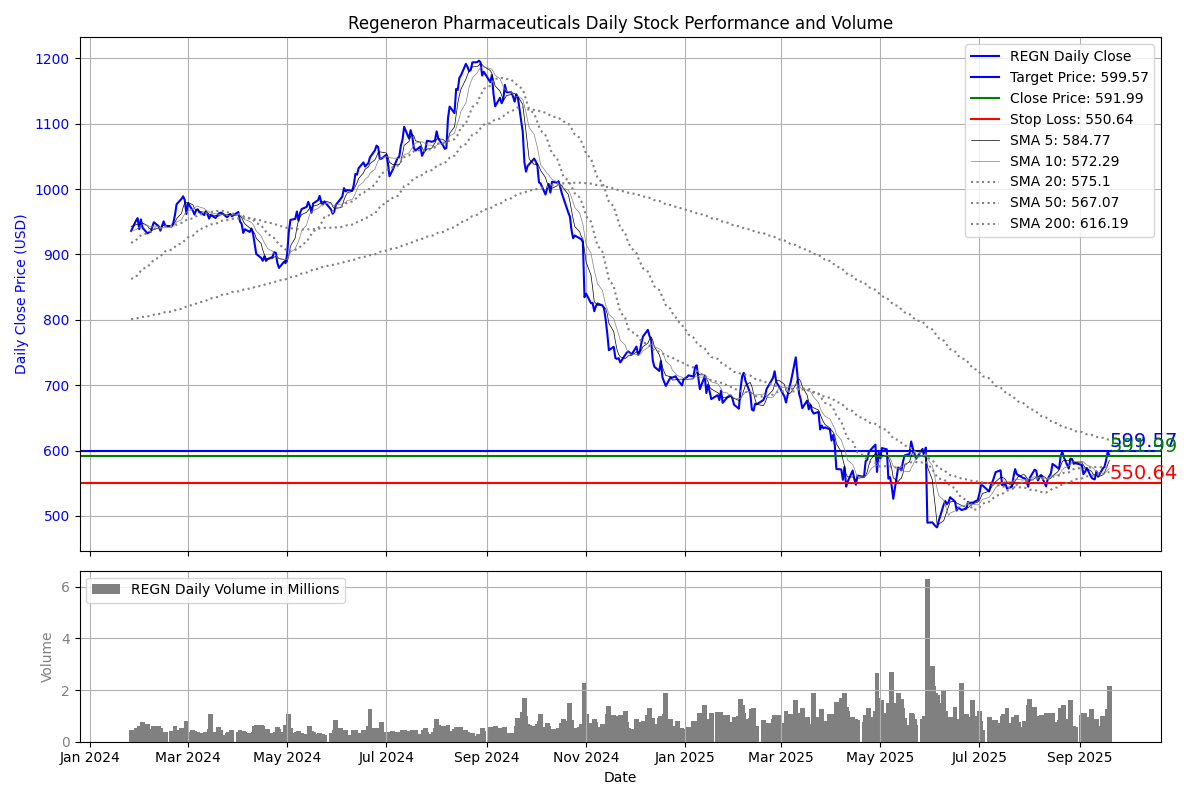 Regeneron Pharmaceuticals Daily Stock Performance and Volume
Daily Close Price (USD)
1200
1100
1000
900
800
700
600
500
REGN Daily Close
Target Price: 599.57
Close Price: 591.99
Stop Loss: 550.64
SMA 5: 584.77
SMA 10: 572.29
SMA 20: 575.1
SMA 50: 567.07
SMA 200: 616.19
599.57
591.99
550.64
REGN Daily Volume in Millions
Volume
6
4
2
0
Jan 2024 Mar 2024 May 2024 Jul 2024 Sep 2024 Nov 2024 Jan 2025 Mar 2025 May 2025 Jul 2025 Sep 2025
Date